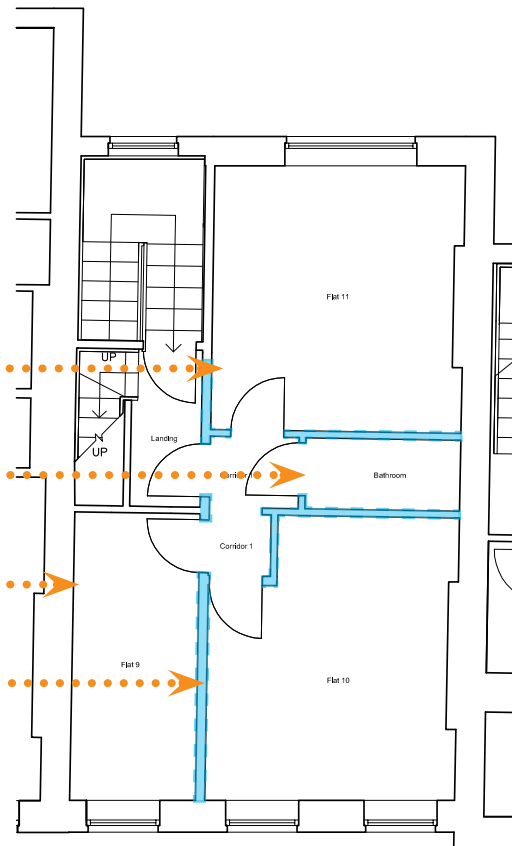 Flat 11
UP
Landing
UP
Bathroom
Corridor 1
Flat 9
Flat 10